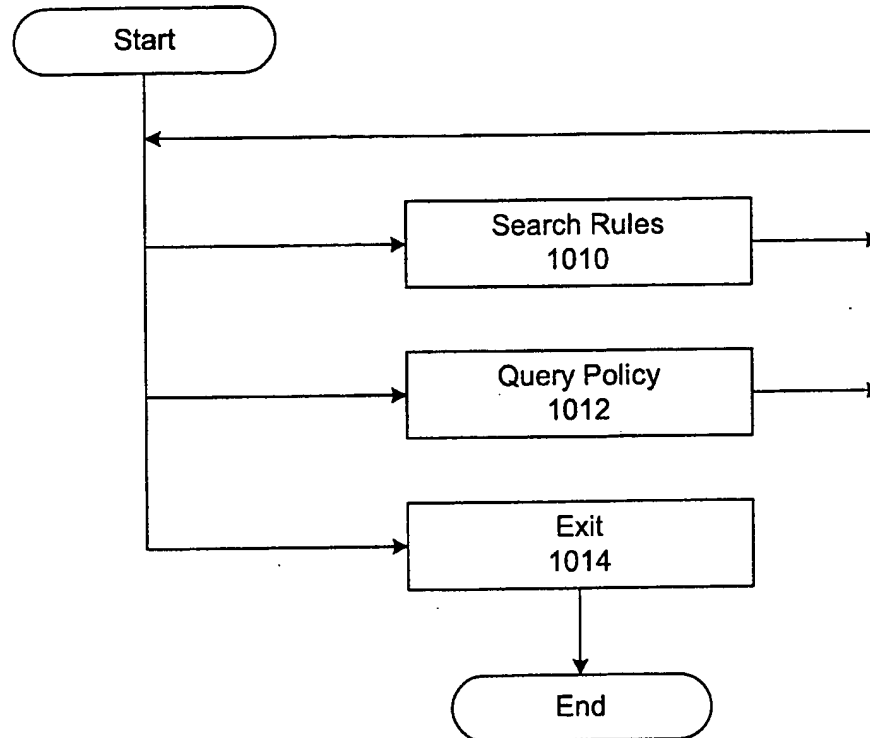 Start
Search Rules
1010
Query Policy
1012
Exit
1014
End